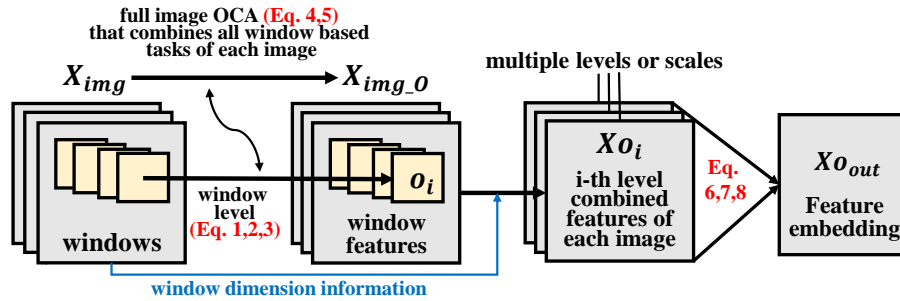 full image OCA (Eq. 4,5)
that combines all window based
tasks of each image
X_img
X_img_O
multiple levels or scales
windows
window
level
(Eq. 1,2,3)
o_i
window
features
Xo_i
i-th level
combined
features of
each image
Eq.
6,7,8
Xo_out
Feature
embedding
window dimension information